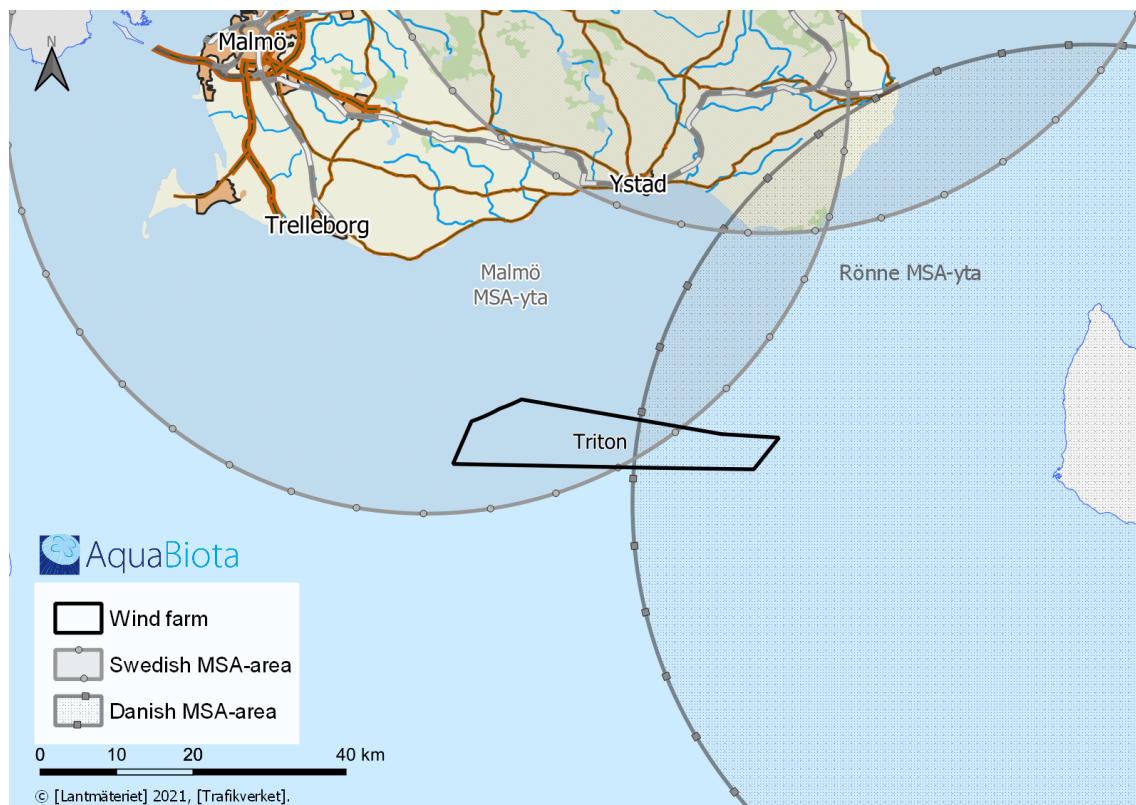 N
Malmö
Ystad
Trelleborg
Malmö
MSA-yta
Rönne MSA-yta
Triton
AquaBiota
Wind farm
Swedish MSA-area
Danish MSA-area
0 10 20 40 km
© [Lantmäteriet] 2021, [Trafikverket].